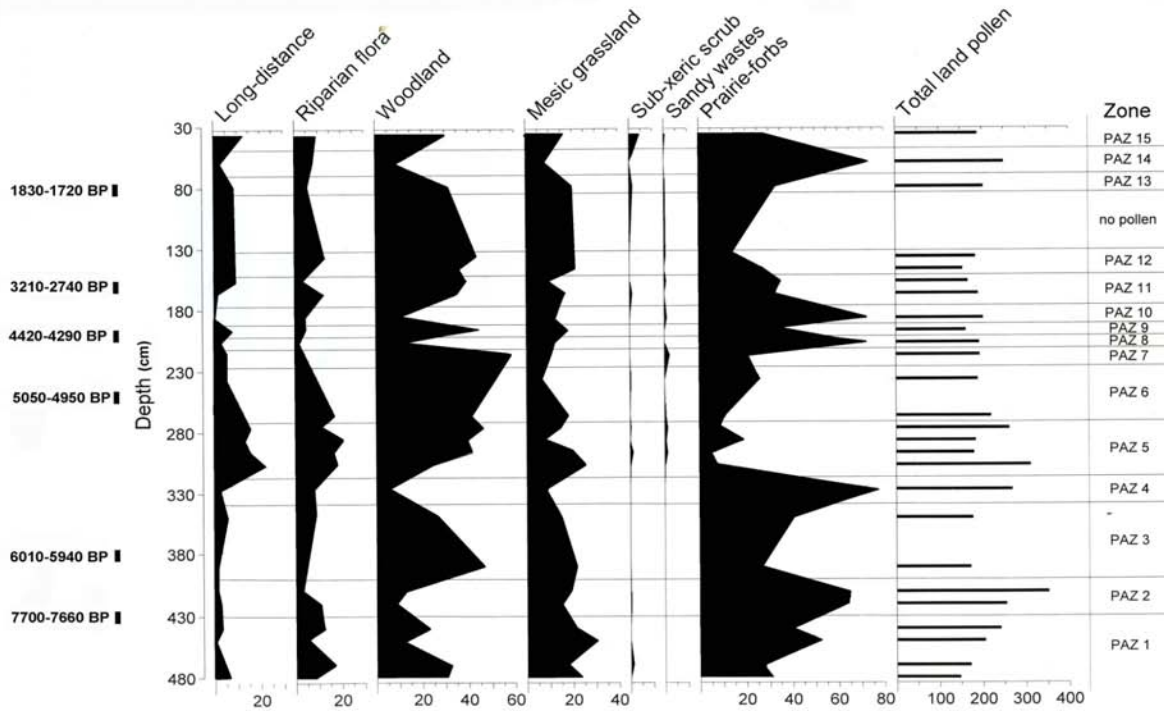 Long-distance
Riparian flora
Woodland
Mesic grassland
Sub-xeric scrub
Sandy wastes
Prairie-forbs
Total land pollen
Zone
Depth (cm)
30
80
130
180
230
280
330
380
430
480
1830-1720 BP
3210-2740 BP
4420-4290 BP
5050-4950 BP
6010-5940 BP
7700-7660 BP
PAZ 15
PAZ 14
PAZ 13
no pollen
PAZ 12
PAZ 11
PAZ 10
PAZ 9
PAZ 8
PAZ 7
PAZ 6
PAZ 5
PAZ 4
PAZ 3
PAZ 2
PAZ 1
20
20
20 40 60
20 40
20 40 60 80
0 100 200 300 400